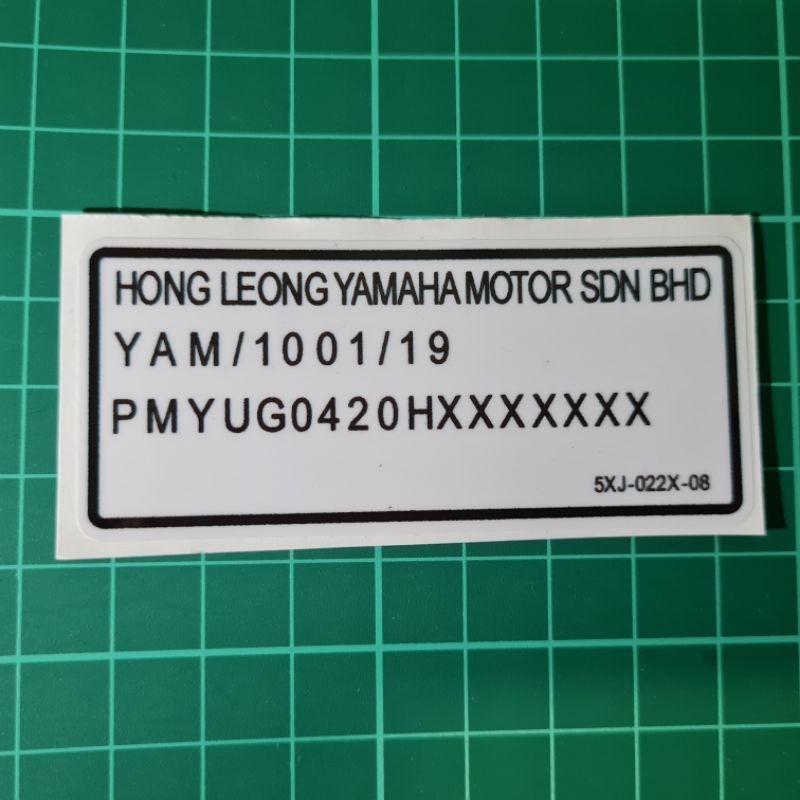 HONG LEONG YAMAHA MOTOR SDN BHD
YAM/1001/19
PMYUG0420HXXXXXXX
5XJ-022X-08